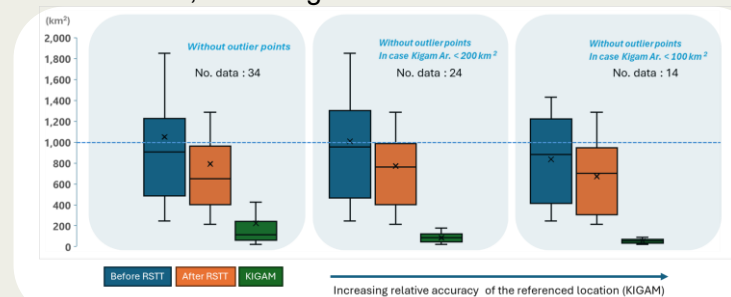 (km²)
2,000
1,800
1,600
1,400
1,200
1,000
800
600
400
200
0
Without outlier points
No. data : 34
Without outlier points
In case Kigam Ar. < 200 km²
No. data : 24
Without outlier points
In case Kigam Ar. < 100 km²
No. data : 14
Before RSTT
After RSTT
KIGAM
Increasing relative accuracy of the referenced location (KIGAM)